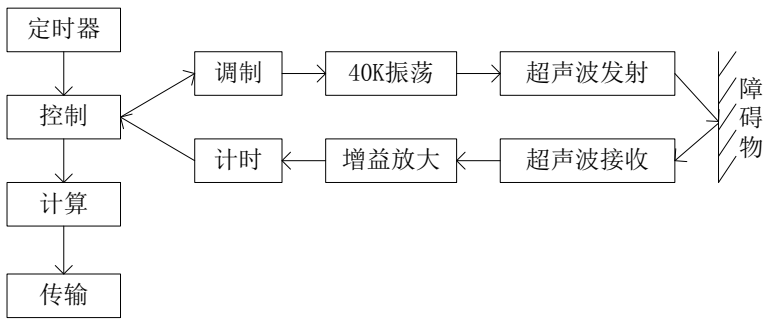 定时器
调制
40K振荡
超声波发射
控制
障碍物
计时
增益放大
超声波接收
计算
传输